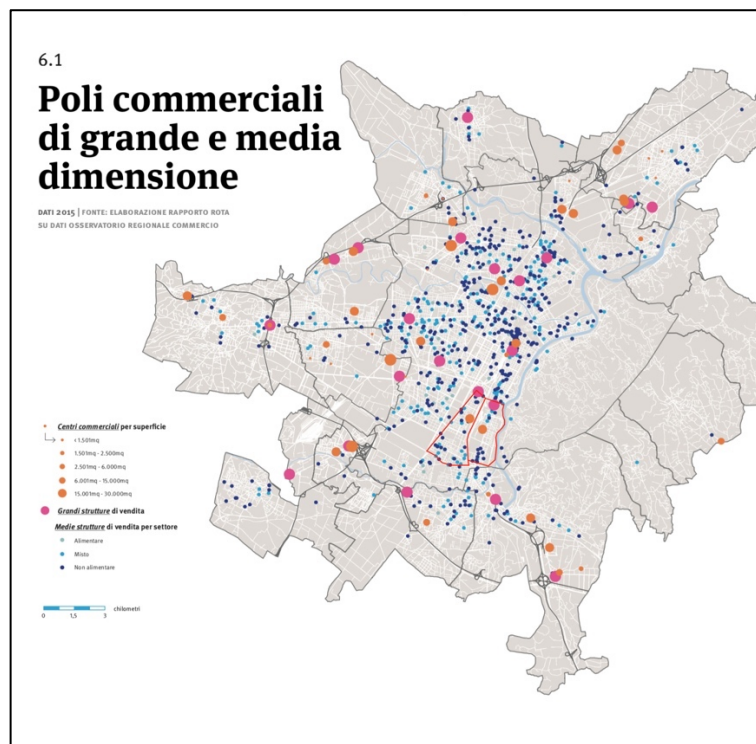 6.1
Poli commerciali
di grande e media
dimensione
DATI 2015 | FONTE: ELABORAZIONE RAPPORTO ROTA
SU DATI OSSERVATORIO REGIONALE COMMERCIO
Centri commerciali per superficie
< 1.501mq
1.501mq - 2.500mq
2.501mq - 6.000mq
6.001mq - 15.000mq
15.001mq - 30.000mq
Grandi strutture di vendita
Medie strutture di vendita per settore
Alimentare
Misto
Non alimentare
0 1,5 3 chilometri